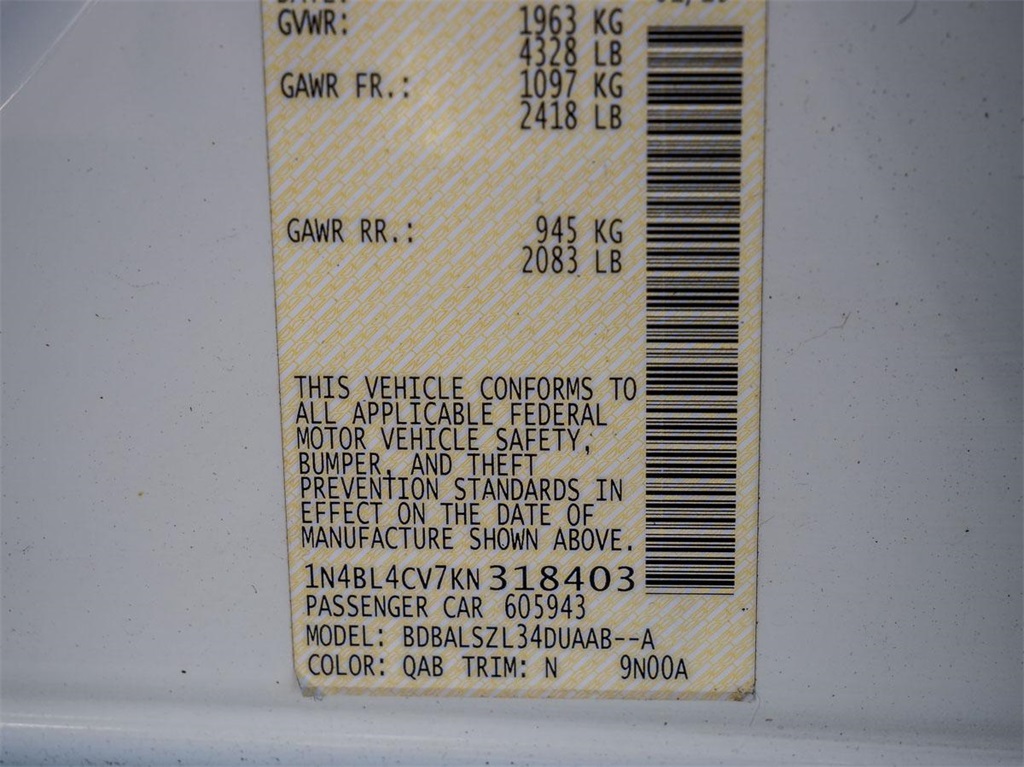 GVWR: 1963 KG
4328 LB
GAWR FR.: 1097 KG
2418 LB
GAWR RR.: 945 KG
2083 LB
THIS VEHICLE CONFORMS TO
ALL APPLICABLE FEDERAL
MOTOR VEHICLE SAFETY,
BUMPER, AND THEFT
PREVENTION STANDARDS IN
EFFECT ON THE DATE OF
MANUFACTURE SHOWN ABOVE.
1N4BL4CV7KN318403
PASSENGER CAR 605943
MODEL: BDBALSZL34DUAAB--A
COLOR: QAB TRIM: N 9N00A